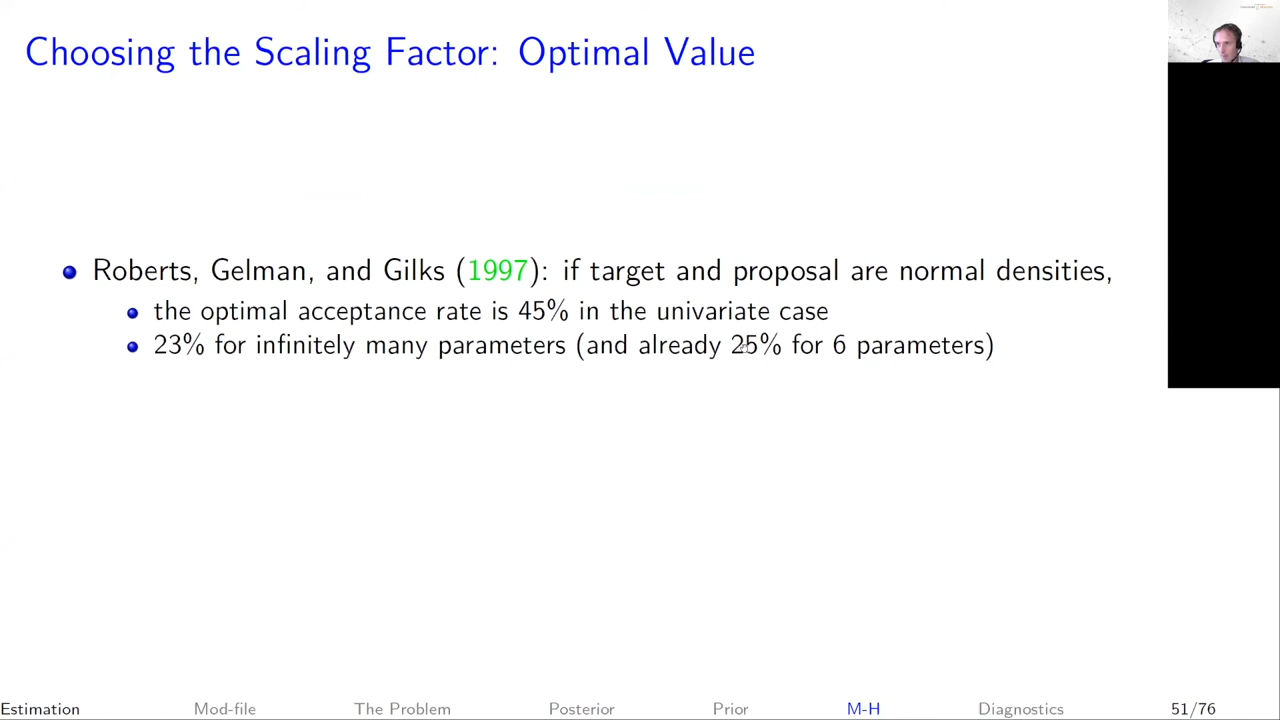 Choosing the Scaling Factor: Optimal Value
Roberts, Gelman, and Gilks (1997): if target and proposal are normal densities,
the optimal acceptance rate is 45% in the univariate case
23% for infinitely many parameters (and already 25% for 6 parameters)
Estimation Mod-file The Problem Posterior Prior M-H Diagnostics 51/76